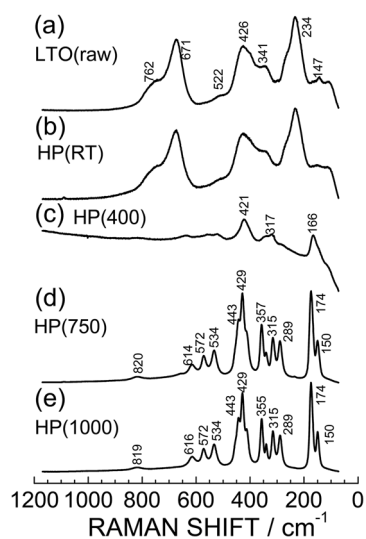 (a)
LTO(raw)
762
671
522
426
341
234
147
(b)
HP(RT)
(c)
HP(400)
421
317
166
(d)
HP(750)
820
614
572
534
443
429
357
315
289
174
150
(e)
HP(1000)
819
616
572
534
443
429
355
315
289
174
150
1200 1000 800 600 400 200 0
RAMAN SHIFT / cm⁻¹